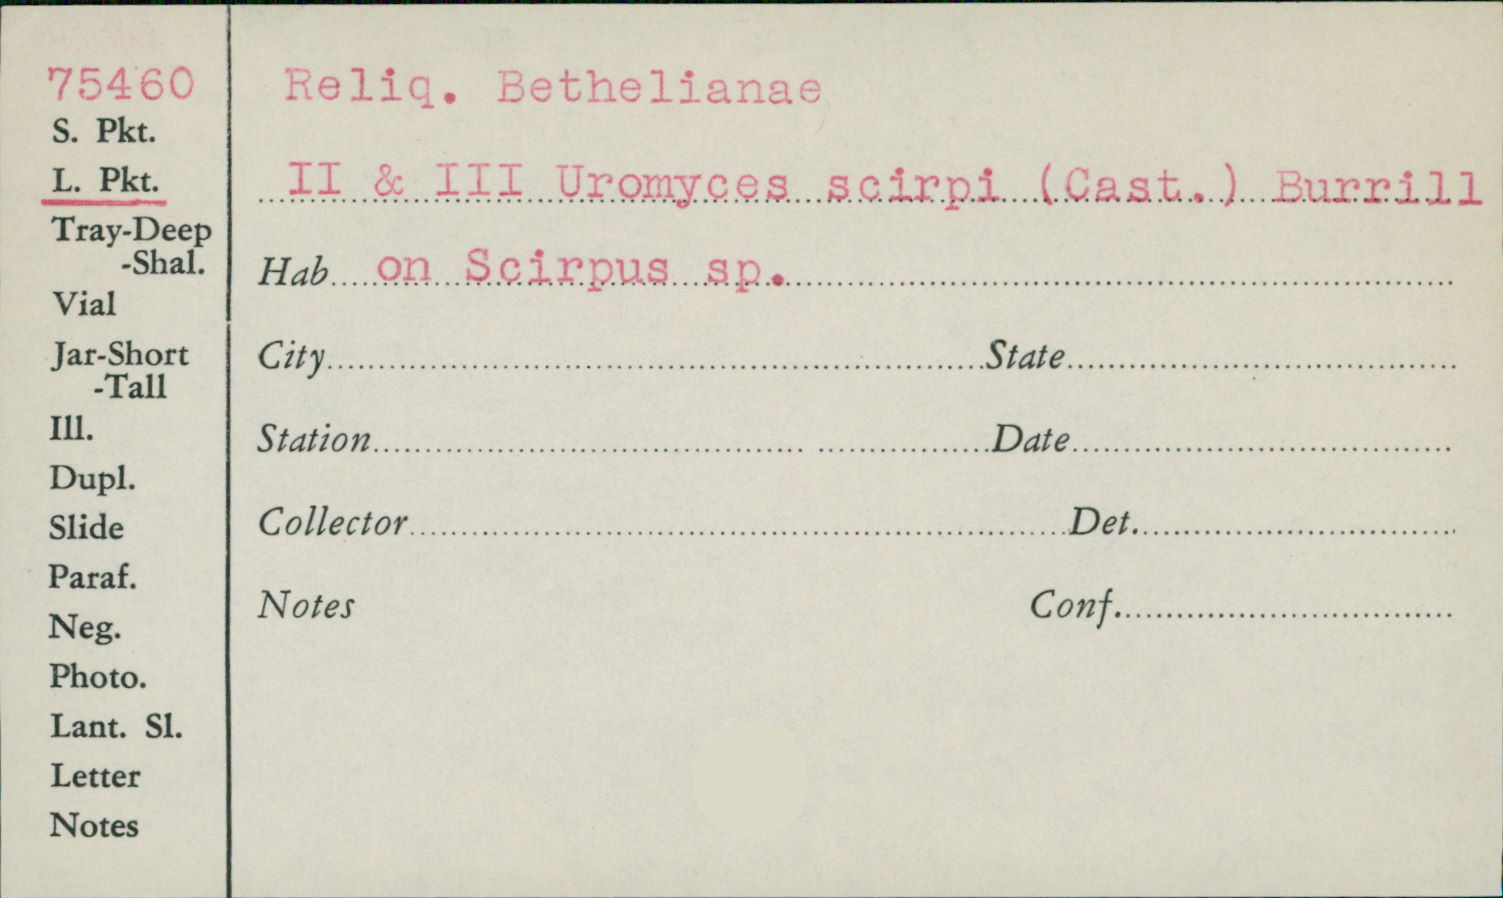 75460
S. Pkt.
L. Pkt.
Tray-Deep
-Shal.
Vial
Jar-Short
-Tall
Ill.
Dupl.
Slide
Paraf.
Neg.
Photo.
Lant. Sl.
Letter
Notes
Reliq. Bethelianae
II & III Uromyces scirpi (Cast.) Burrill
Hab on Scirpus sp.
City State
Station Date
Collector Det.
Notes Conf.